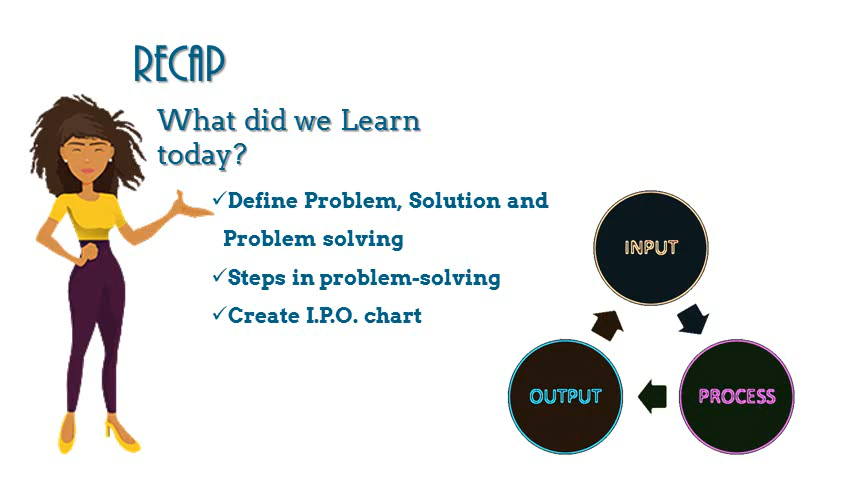 RECAP
What did we Learn
today?
✓Define Problem, Solution and
Problem solving
✓Steps in problem-solving
✓Create I.P.O. chart
INPUT
OUTPUT
PROCESS